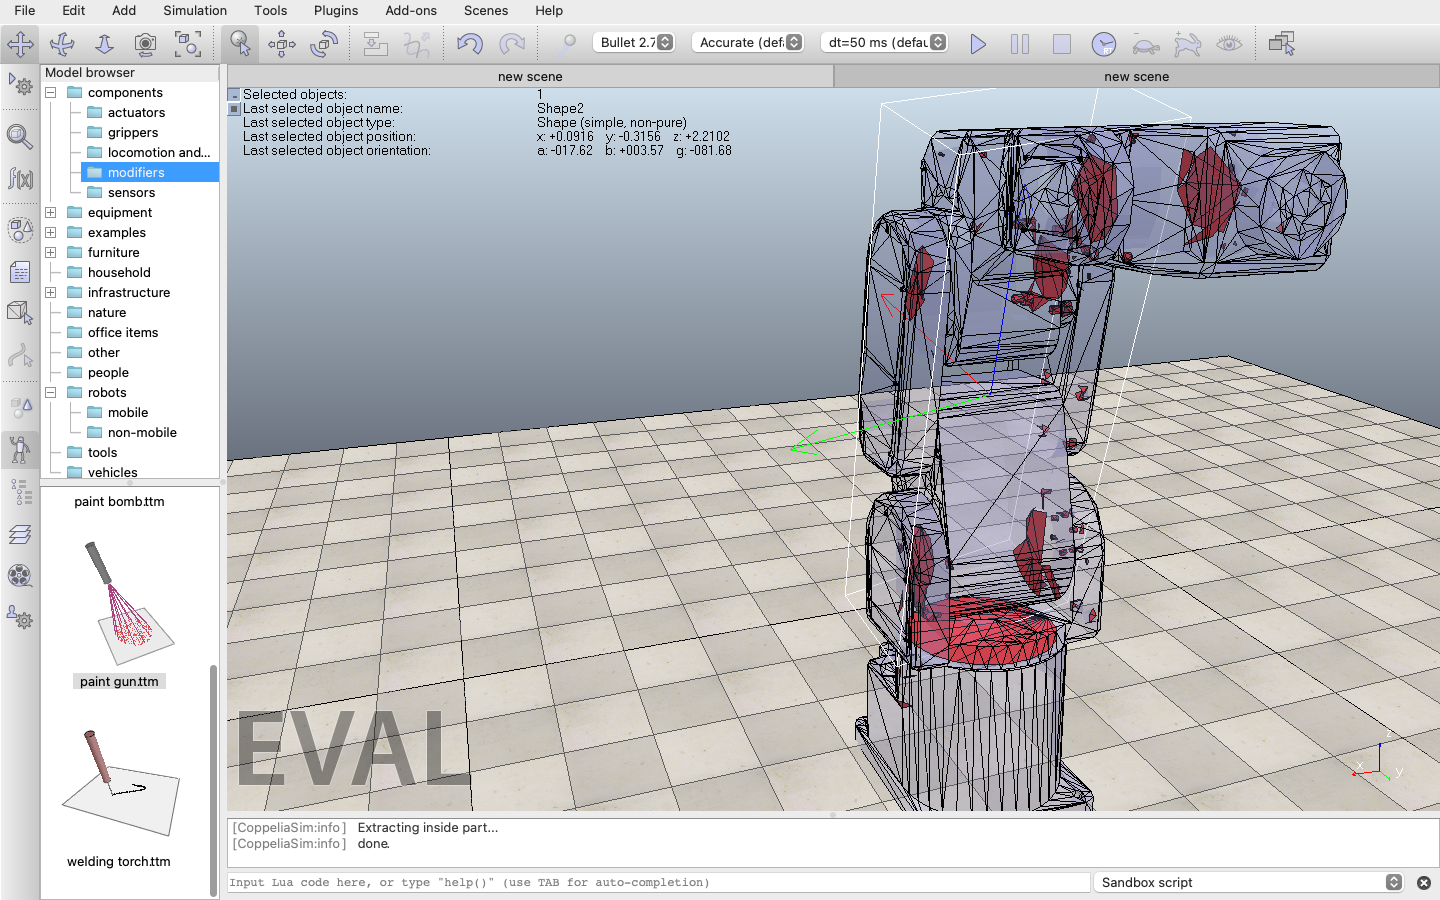 File Edit Add Simulation Tools Plugins Add-ons Scenes Help
Bullet 2.7 Accurate (defa dt=50 ms (defau
RT
Model browser
new scene
new scene
components
actuators
grippers
locomotion and...
modifiers
sensors
equipment
examples
furniture
household
infrastructure
nature
office items
other
people
robots
mobile
non-mobile
tools
vehicles
paint bomb.ttm
paint gun.ttm
welding torch.ttm
Selected objects: 1
Last selected object name: Shape2
Last selected object type: Shape (simple, non-pure)
Last selected object position: x: +0.0916 y: -0.3156 z: +2.2102
Last selected object orientation: a: -017.62 b: +003.57 g: -081.68
EVAL
z
x
y
[CoppeliaSim:info] Extracting inside part...
[CoppeliaSim:info] done.
Input Lua code here, or type "help()" (use TAB for auto-completion)
Sandbox script